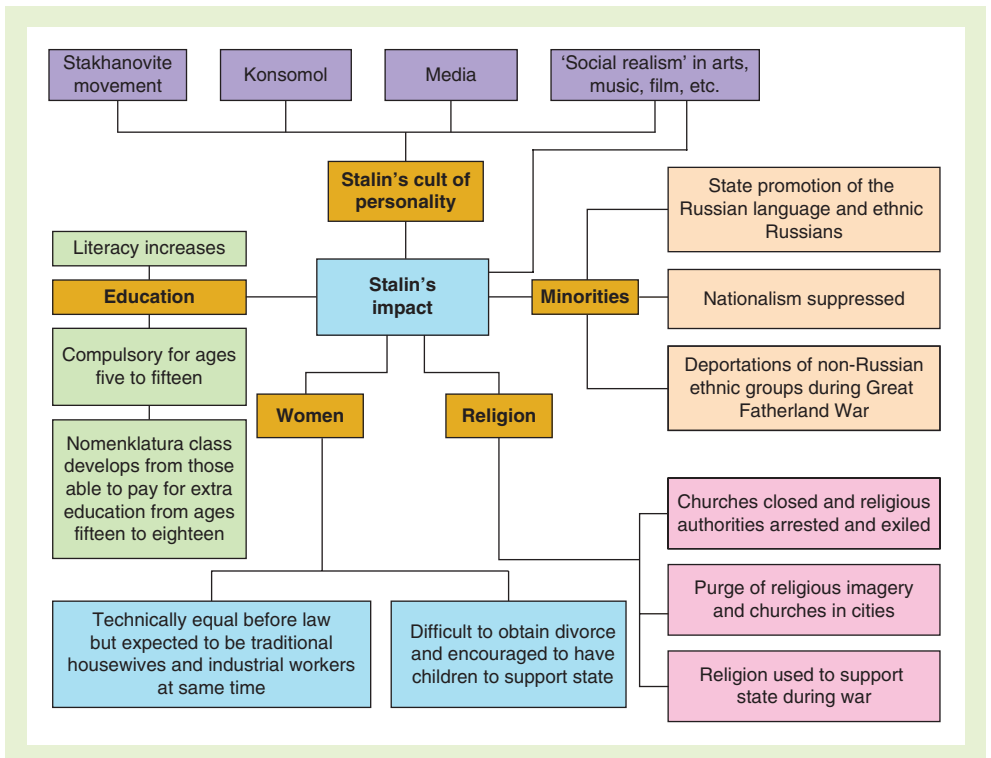 Stakhanovite
movement
Konsomol
Media
‘Social realism’ in arts,
music, film, etc.
Stalin’s cult of
personality
State promotion of the
Russian language and ethnic
Russians
Literacy increases
Education
Stalin’s
impact
Minorities
Nationalism suppressed
Compulsory for ages
five to fifteen
Deportations of non-Russian
ethnic groups during Great
Fatherland War
Women
Religion
Nomenklatura class
develops from those
able to pay for extra
education from ages
fifteen to eighteen
Churches closed and religious
authorities arrested and exiled
Purge of religious imagery
and churches in cities
Technically equal before law
but expected to be traditional
housewives and industrial workers
at same time
Difficult to obtain divorce
and encouraged to have
children to support state
Religion used to support
state during war